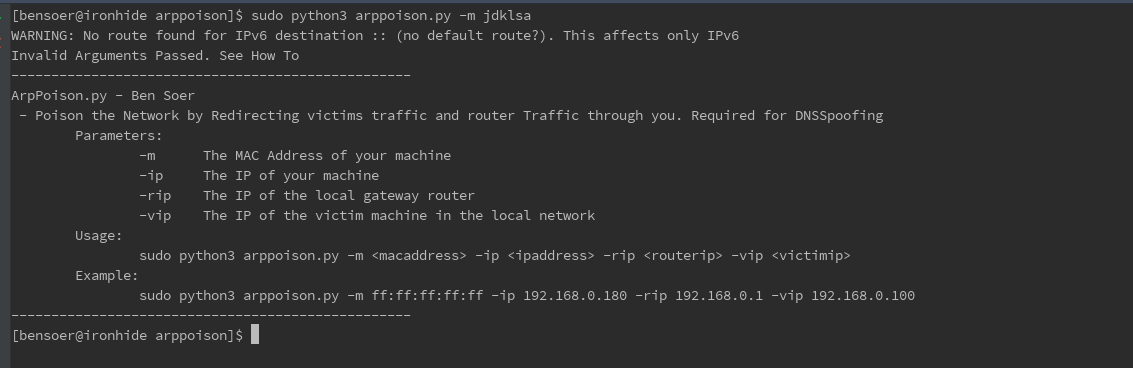 [bensoer@ironhide arppoison]$ sudo python3 arppoison.py -m jdklsa
WARNING: No route found for IPv6 destination :: (no default route?). This affects only IPv6
Invalid Arguments Passed. See How To
--------------------------------------------------
ArpPoison.py - Ben Soer
 - Poison the Network by Redirecting victims traffic and router Traffic through you. Required for DNSSpoofing
        Parameters:
                -m      The MAC Address of your machine
                -ip     The IP of your machine
                -rip    The IP of the local gateway router
                -vip    The IP of the victim machine in the local network
        Usage:
                sudo python3 arppoison.py -m <macaddress> -ip <ipaddress> -rip <routerip> -vip <victimip>
        Example:
                sudo python3 arppoison.py -m ff:ff:ff:ff:ff -ip 192.168.0.180 -rip 192.168.0.1 -vip 192.168.0.100
--------------------------------------------------
[bensoer@ironhide arppoison]$